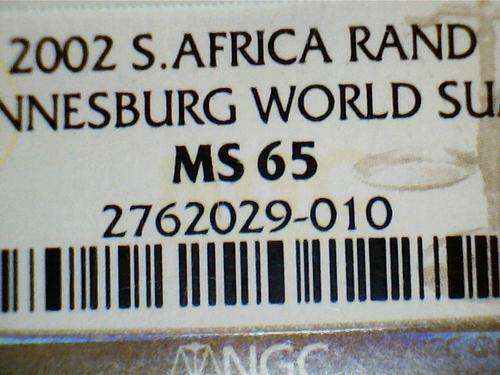 2002 S.AFRICA RAND
NNESBURG WORLD SU
MS 65
2762029-010
NGC